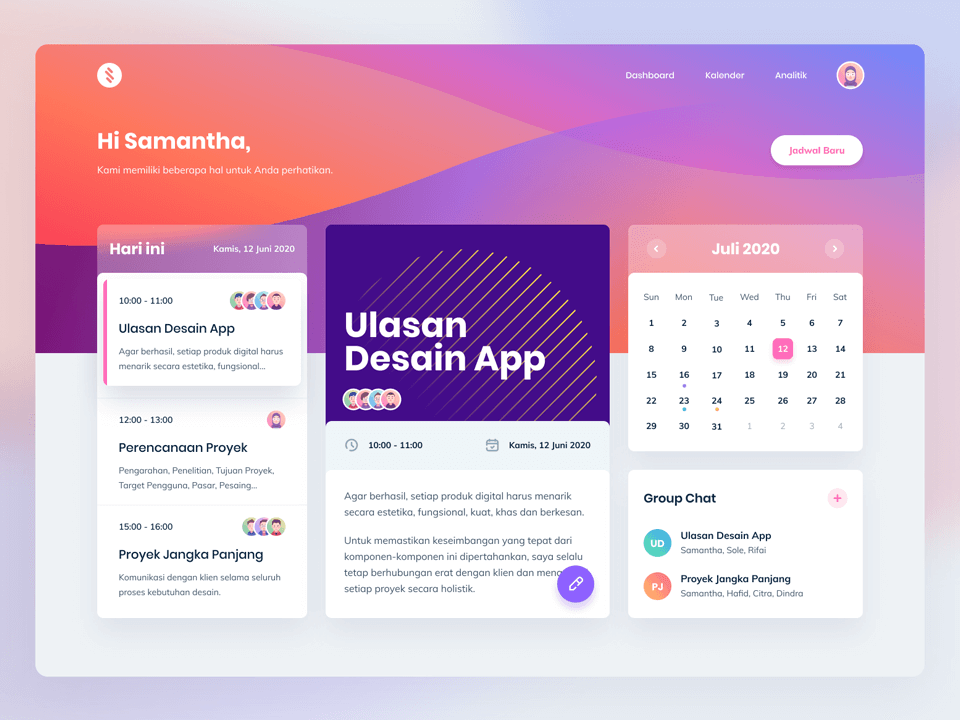 Dashboard Kalender Analitik
Hi Samantha,
Kami memiliki beberapa hal untuk Anda perhatikan.
Jadwal Baru
Hari ini Kamis, 12 Juni 2020
10:00 - 11:00
Ulasan Desain App
Agar berhasil, setiap produk digital harus
menarik secara estetika, fungsional...
12:00 - 13:00
Perencanaan Proyek
Pengarahan, Penelitian, Tujuan Proyek,
Target Pengguna, Pasar, Pesaing...
15:00 - 16:00
Proyek Jangka Panjang
Komunikasi dengan klien selama seluruh
proses kebutuhan desain.
Ulasan
Desain App
10:00 - 11:00 Kamis, 12 Juni 2020
Agar berhasil, setiap produk digital harus menarik
secara estetika, fungsional, kuat, khas dan berkesan.
Untuk memastikan keseimbangan yang tepat dari
komponen-komponen ini dipertahankan, saya selalu
tetap berhubungan erat dengan klien dan
setiap proyek secara holistik.
Juli 2020
Sun Mon Tue Wed Thu Fri Sat
1 2 3 4 5 6 7
8 9 10 11 12 13 14
15 16 17 18 19 20 21
22 23 24 25 26 27 28
29 30 31 1 2 3 4
Group Chat
UD
Ulasan Desain App
Samantha, Sole, Rifai
PJ
Proyek Jangka Panjang
Samantha, Hafid, Citra, Dindra